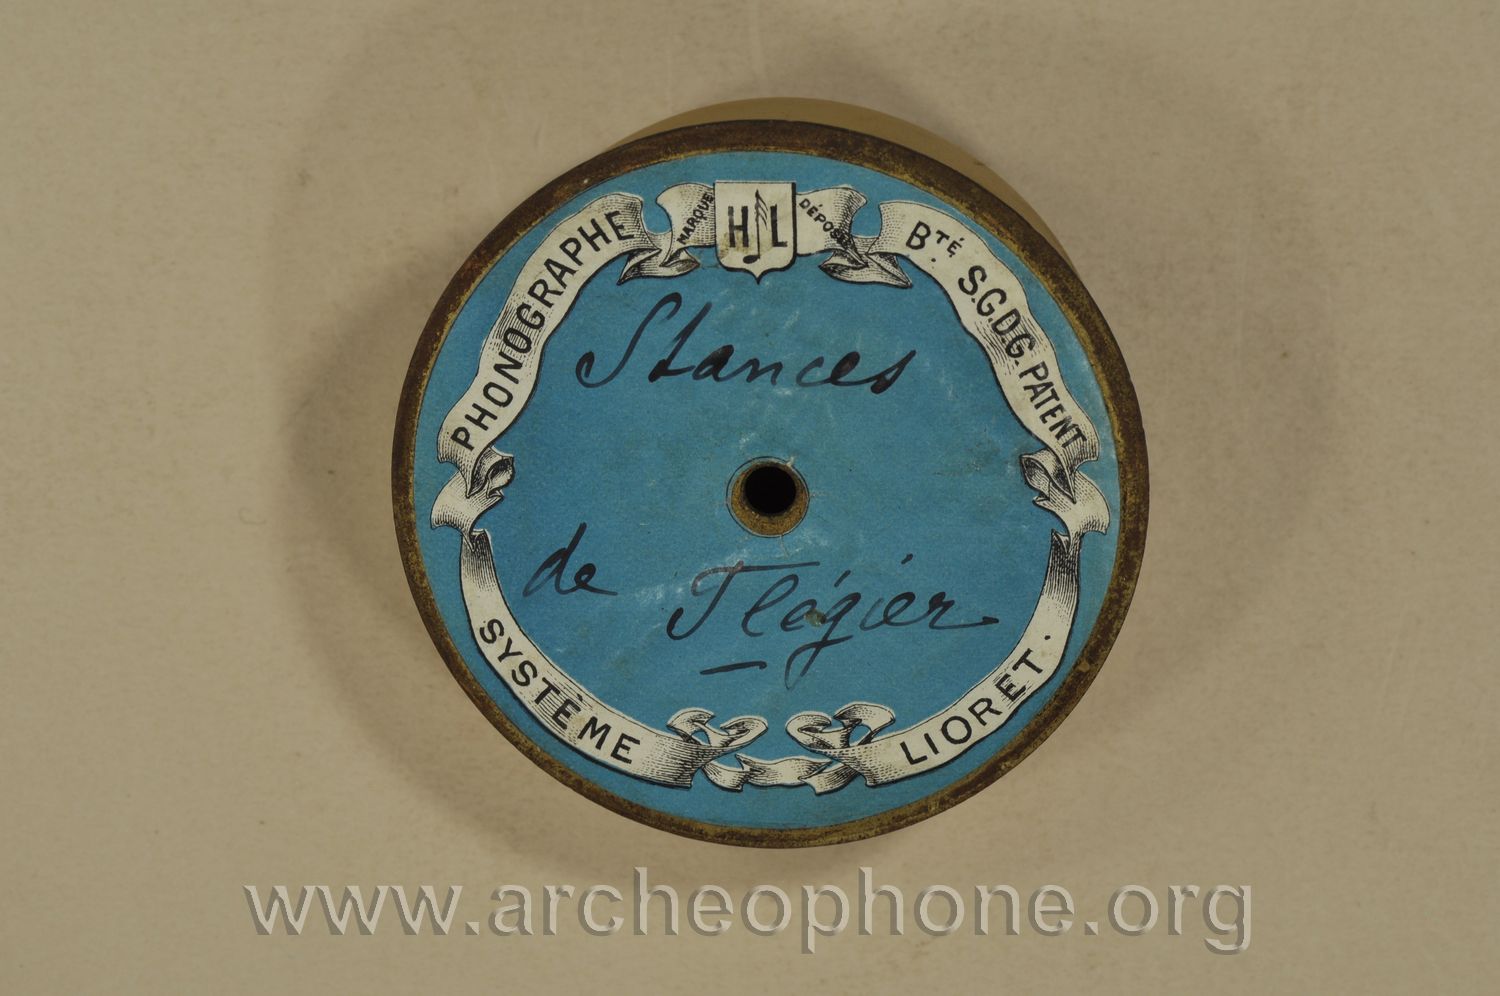 MARQUE HL DÉPOSÉ
PHONOGRAPHE
BTÉ S.G.D.G. PATENT
Stances
de Flégier
SYSTÈME LIORET.
www.archeophone.org